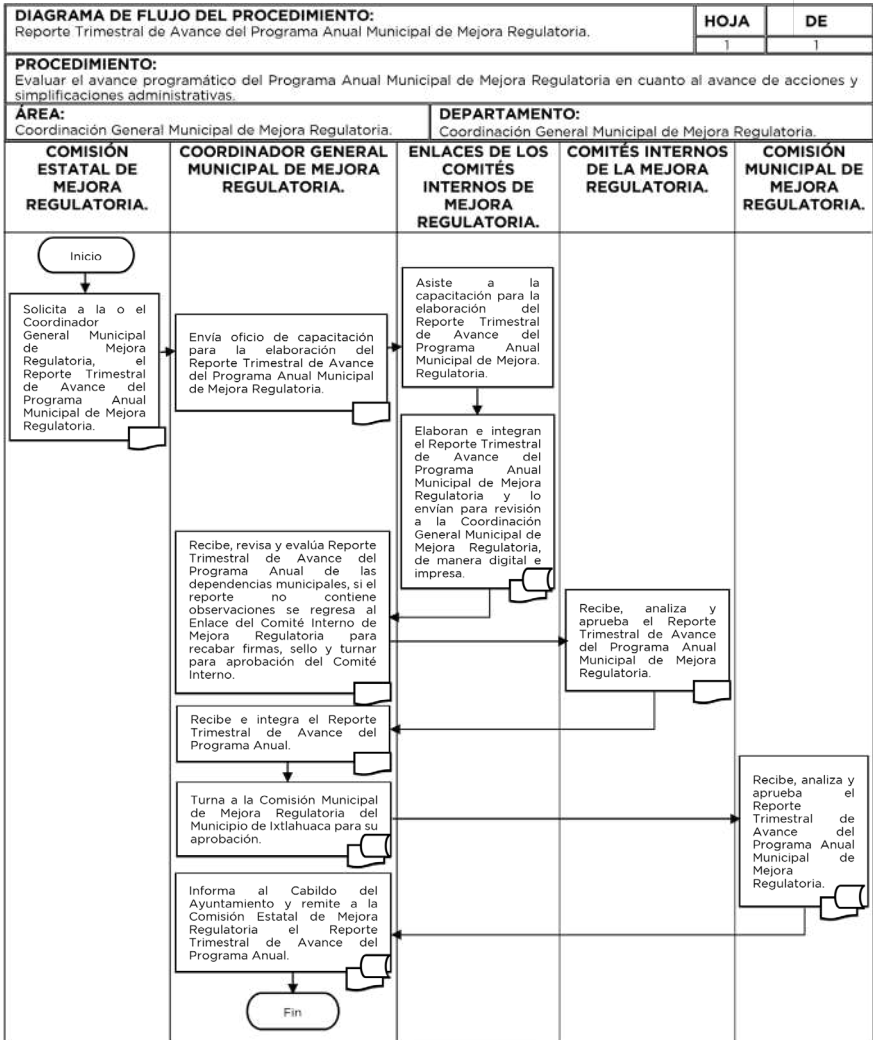 DIAGRAMA DE FLUJO DEL PROCEDIMIENTO:
Reporte Trimestral de Avance del Programa Anual Municipal de Mejora Regulatoria.
HOJA
DE
1
1
PROCEDIMIENTO:
Evaluar el avance programático del Programa Anual Municipal de Mejora Regulatoria en cuanto al avance de acciones y
simplificaciones administrativas.
ÁREA:
Coordinación General Municipal de Mejora Regulatoria.
DEPARTAMENTO:
Coordinación General Municipal de Mejora Regulatoria.
COMISIÓN
ESTATAL DE
MEJORA
REGULATORIA.
COORDINADOR GENERAL
MUNICIPAL DE MEJORA
REGULATORIA.
ENLACES DE LOS
COMITÉS
INTERNOS DE
MEJORA
REGULATORIA.
COMITÉS INTERNOS
DE LA MEJORA
REGULATORIA.
COMISIÓN
MUNICIPAL DE
MEJORA
REGULATORIA.
Inicio
Solicita a la o el
Coordinador
General Municipal
de Mejora
Regulatoria, el
Reporte Trimestral
de Avance del
Programa Anual
Municipal de Mejora
Regulatoria.
Envía oficio de capacitación
para la elaboración del
Reporte Trimestral de Avance
del Programa Anual Municipal
de Mejora Regulatoria.
Asiste a la
capacitación para la
elaboración del
Reporte Trimestral
de Avance del
Programa Anual
Municipal de Mejora.
Regulatoria.
Elaboran e integran
el Reporte Trimestral
de Avance del
Programa Anual
Municipal de Mejora
Regulatoria y lo
envían para revisión
a la Coordinación
General Municipal de
Mejora Regulatoria,
de manera digital e
impresa.
Recibe, revisa y evalúa Reporte
Trimestral de Avance del
Programa Anual de las
dependencias municipales, si el
reporte no contiene
observaciones se regresa al
Enlace del Comité Interno de
Mejora Regulatoria para
recabar firmas, sello y turnar
para aprobación del Comité
Interno.
Recibe, analiza y
aprueba el Reporte
Trimestral de Avance
del Programa Anual
Municipal de Mejora
Regulatoria.
Recibe e integra el Reporte
Trimestral de Avance del
Programa Anual.
Turna a la Comisión Municipal
de Mejora Regulatoria del
Municipio de Ixtlahuaca para su
aprobación.
Recibe, analiza y
aprueba el
Reporte
Trimestral de
Avance del
Programa Anual
Municipal de
Mejora
Regulatoria.
Informa al Cabildo del
Ayuntamiento y remite a la
Comisión Estatal de Mejora
Regulatoria el Reporte
Trimestral de Avance del
Programa Anual.
Fin